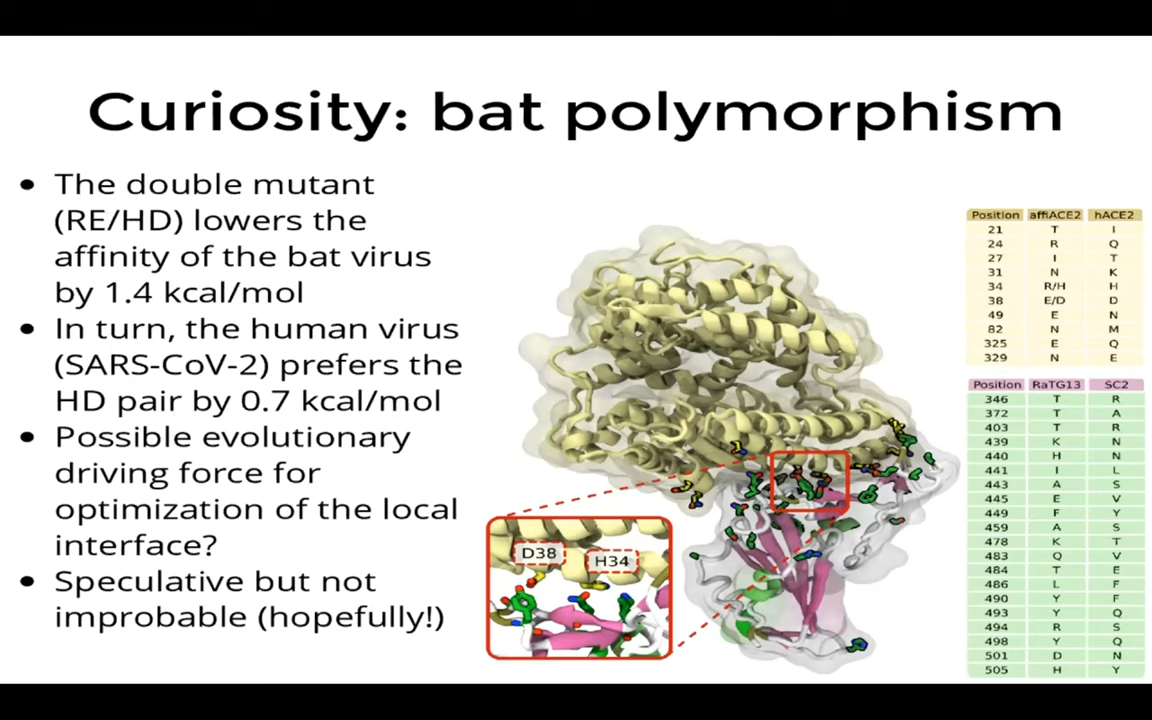 Curiosity: bat polymorphism
• The double mutant
(RE/HD) lowers the
affinity of the bat virus
by 1.4 kcal/mol
• In turn, the human virus
(SARS-CoV-2) prefers the
HD pair by 0.7 kcal/mol
• Possible evolutionary
driving force for
optimization of the local
interface?
• Speculative but not
improbable (hopefully!)
D38
H34
Position affiACE2 hACE2
21 T I
24 R Q
27 I T
31 N K
34 R/H H
38 E/D D
49 E N
82 N M
325 E Q
329 N E
Position RaTG13 SC2
346 T R
372 T A
403 T R
439 K N
440 H N
441 I L
443 A S
445 E V
449 F Y
459 A S
478 K T
483 Q V
484 T E
486 L F
490 Y F
493 Y Q
494 R S
498 Y Q
501 D N
505 H Y